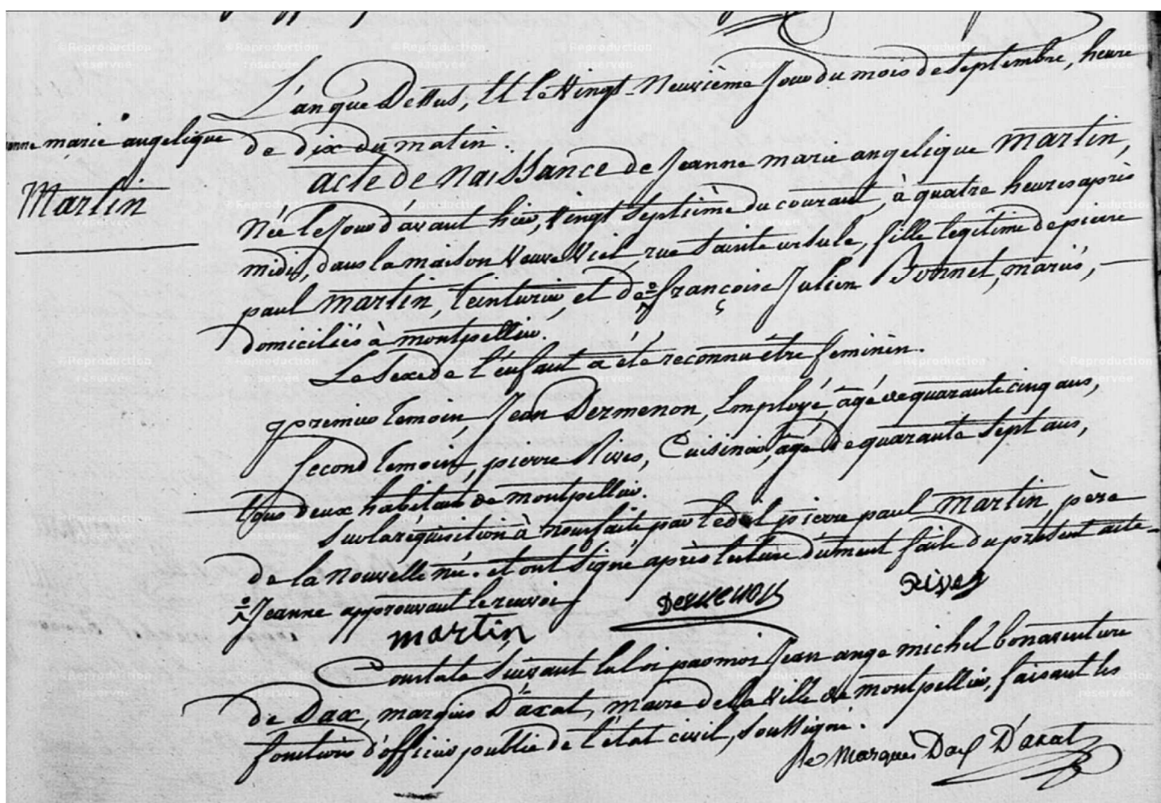 L'an que Dessus, Et le Vingt-Neuvième Jour du mois de septembre, heure
Jeanne marie angelique
Martin
de dix du matin.
acte de Naissance de Jeanne marie angélique martin,
Née le Jour d'avant hier, vingt septième du courant, à quatre heures après
midi, dans la maison Veuve Viel, rue sainte ursule, fille legitime de pierre
paul martin, teinturier, et de françoise Julien Bonnet, mariés,
domiciliés à montpellier.
Le Sexe de l'enfant a été reconnu être feminin.
premier temoin, Jean Dermenon, Employé, âgé de quarante cinq ans,
Second temoin, pierre Rives, Cuisinier, âgé de quarante sept ans,
tous deux habitans de montpellier.
Sur la réquisition à nous faite par led. pierre paul martin, père
de la nouvelle née. et ont signé après lecture dûment faite du présent acte
Jeanne approuvant le renvoi
martin Dermenon Rives
Constaté Suivant la loi par moi Jean ange michel bonaventure
de Dax, marquis D'axat, maire de la Ville de montpellier, faisant les
fonctions d'officier public de l'état civil, soussigné.
le Marquis Dax D'axat
©Reproduction réservée